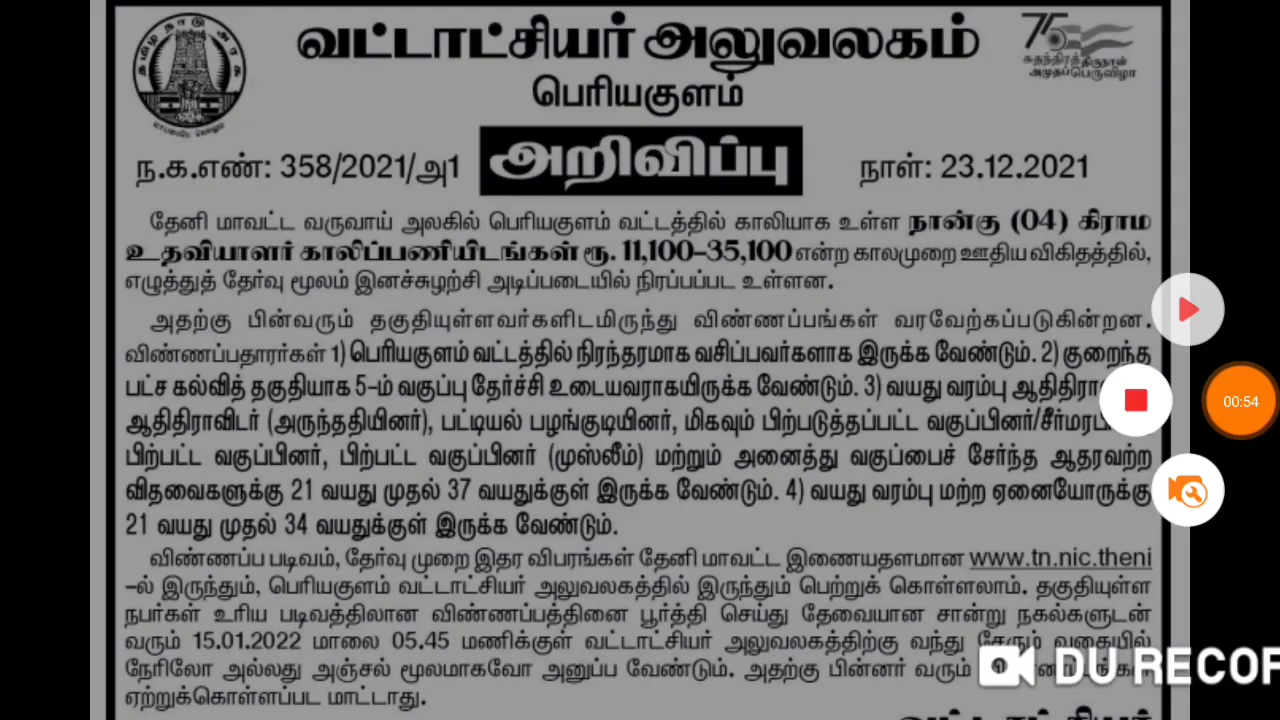 தமிழ்நாடு அரசு
வாய்மையே வெல்லும்
வட்டாட்சியர் அலுவலகம்
75
சுதந்திரத் திருநாள்
அமுதப் பெருவிழா
பெரியகுளம்
ந.க.எண்: 358/2021/அ1
அறிவிப்பு
நாள்: 23.12.2021
தேனி மாவட்ட வருவாய் அலகில் பெரியகுளம் வட்டத்தில் காலியாக உள்ள நான்கு (04) கிராம
உதவியாளர் காலிப்பணியிடங்கள் ரூ. 11,100-35,100 என்ற காலமுறை ஊதிய விகிதத்தில்,
எழுத்துத் தேர்வு மூலம் இனச்சுழற்சி அடிப்படையில் நிரப்பப்பட உள்ளன.
அதற்கு பின்வரும் தகுதியுள்ளவர்களிடமிருந்து விண்ணப்பங்கள் வரவேற்கப்படுகின்றன.
விண்ணப்பதாரர்கள் 1) பெரியகுளம் வட்டத்தில் நிரந்தரமாக வசிப்பவர்களாக இருக்க வேண்டும். 2) குறைந்த
பட்ச கல்வித் தகுதியாக 5-ம் வகுப்பு தேர்ச்சி உடையவராகயிருக்க வேண்டும். 3) வயது வரம்பு
ஆதிதிராவிடர் (அருந்ததியினர்), பட்டியல் பழங்குடியினர், மிகவும் பிற்படுத்தப்பட்ட வகுப்பினர்/
பிற்பட்ட வகுப்பினர், பிற்பட்ட வகுப்பினர் (முஸ்லீம்) மற்றும் அனைத்து வகுப்பைச் சேர்ந்த ஆதரவற்ற
விதவைகளுக்கு 21 வயது முதல் 37 வயதுக்குள் இருக்க வேண்டும். 4) வயது வரம்பு மற்ற ஏனையோருக்கு
21 வயது முதல் 34 வயதுக்குள் இருக்க வேண்டும்.
விண்ணப்ப படிவம், தேர்வு முறை இதர விபரங்கள் தேனி மாவட்ட இணையதளமான www.tn.nic.theni
-ல் இருந்தும், பெரியகுளம் வட்டாட்சியர் அலுவலகத்தில் இருந்தும் பெற்றுக் கொள்ளலாம். தகுதியுள்ள
நபர்கள் உரிய படிவத்திலான விண்ணப்பத்தினை பூர்த்தி செய்து தேவையான சான்று நகல்களுடன்
வரும் 15.01.2022 மாலை 05.45 மணிக்குள் வட்டாட்சியர் அலுவலகத்திற்கு வந்து சேரும் வகையில்
நேரிலோ அல்லது அஞ்சல் மூலமாகவோ அனுப்ப வேண்டும். அதற்கு பின்னர் வரும்
ஏற்றுக்கொள்ளப்பட மாட்டாது.
00:54
DU RECOR